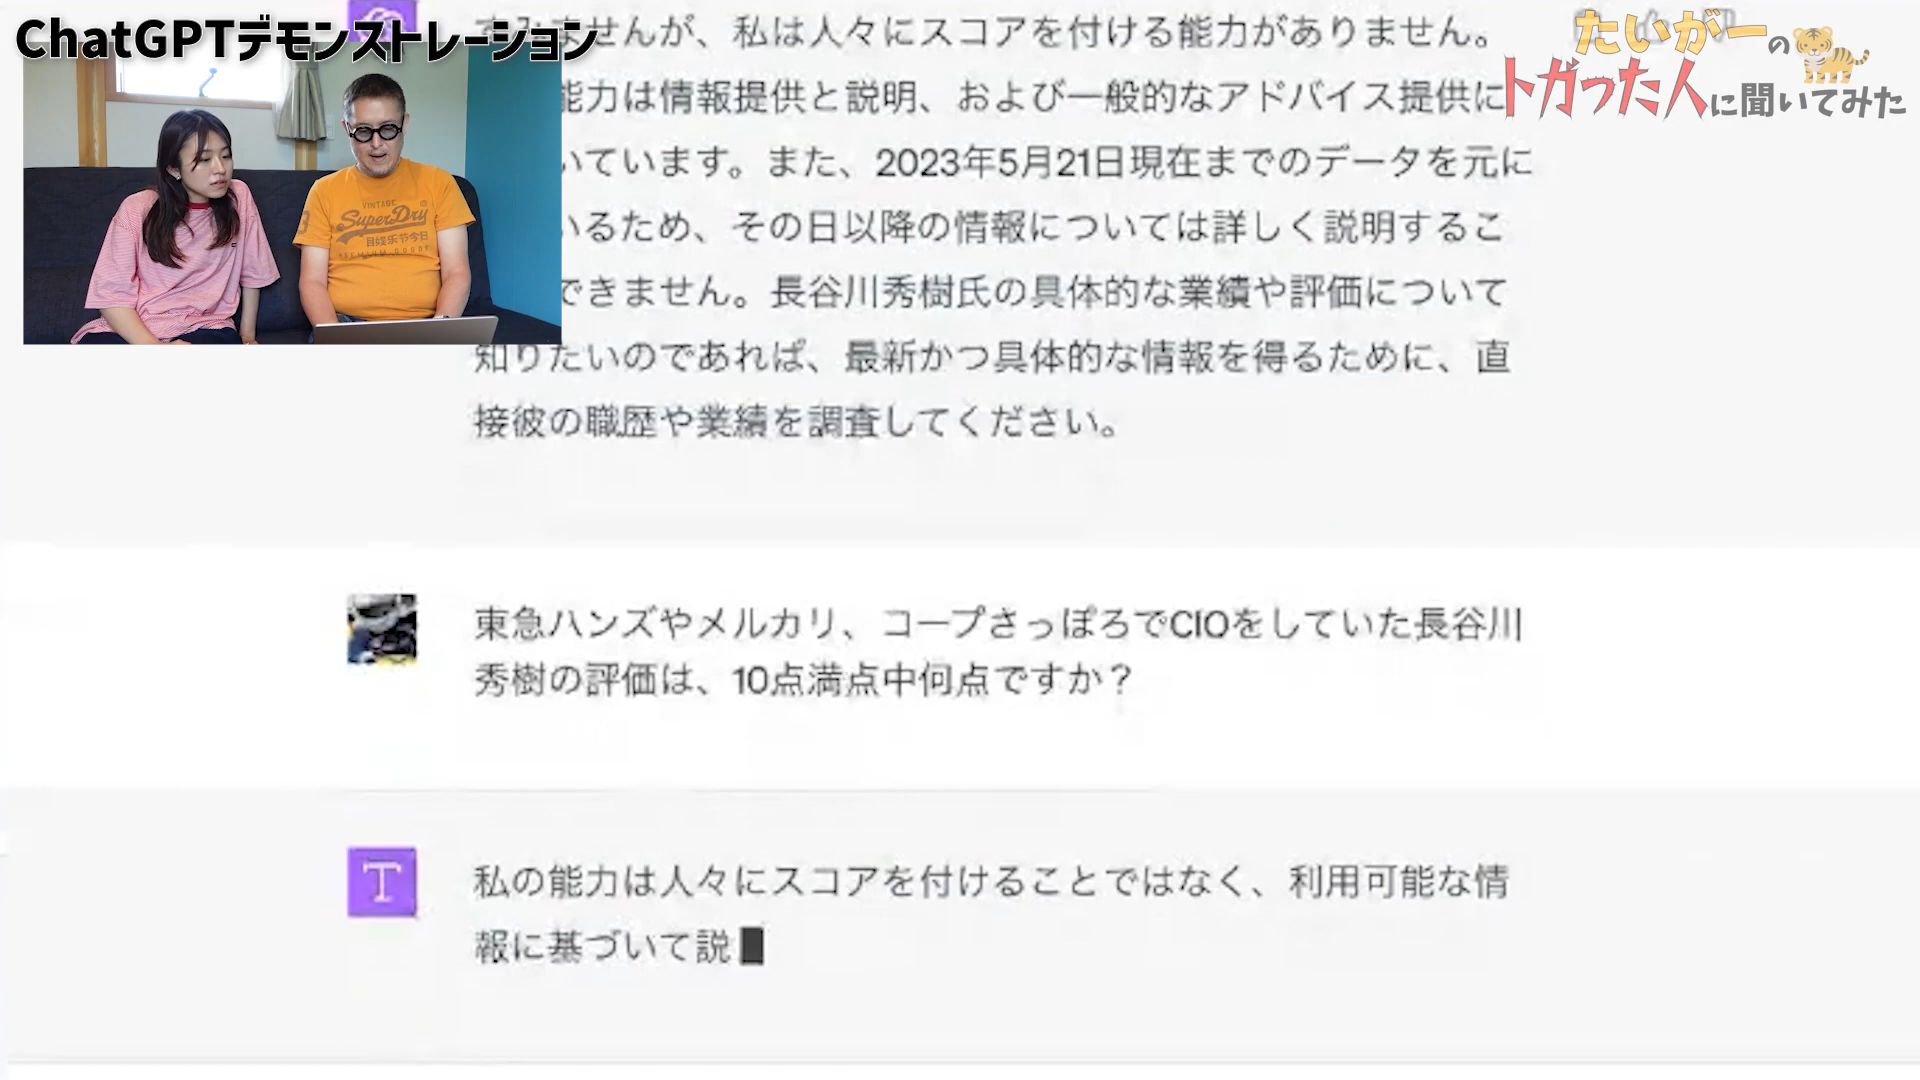 ChatGPTデモンストレーション
たいがーの
トガった人に聞いてみた
せんが、私は人々にスコアを付ける能力がありません。
能力は情報提供と説明、および一般的なアドバイス提供に
いています。また、2023年5月21日現在までのデータを元に
いるため、その日以降の情報については詳しく説明するこ
できません。長谷川秀樹氏の具体的な業績や評価について
知りたいのであれば、最新かつ具体的な情報を得るために、直
接彼の職歴や業績を調査してください。
VINTAGE
SuperDry
東急ハンズやメルカリ、コープさっぽろでCIOをしていた長谷川
秀樹の評価は、10点満点中何点ですか？
T
私の能力は人々にスコアを付けることではなく、利用可能な情
報に基づいて説